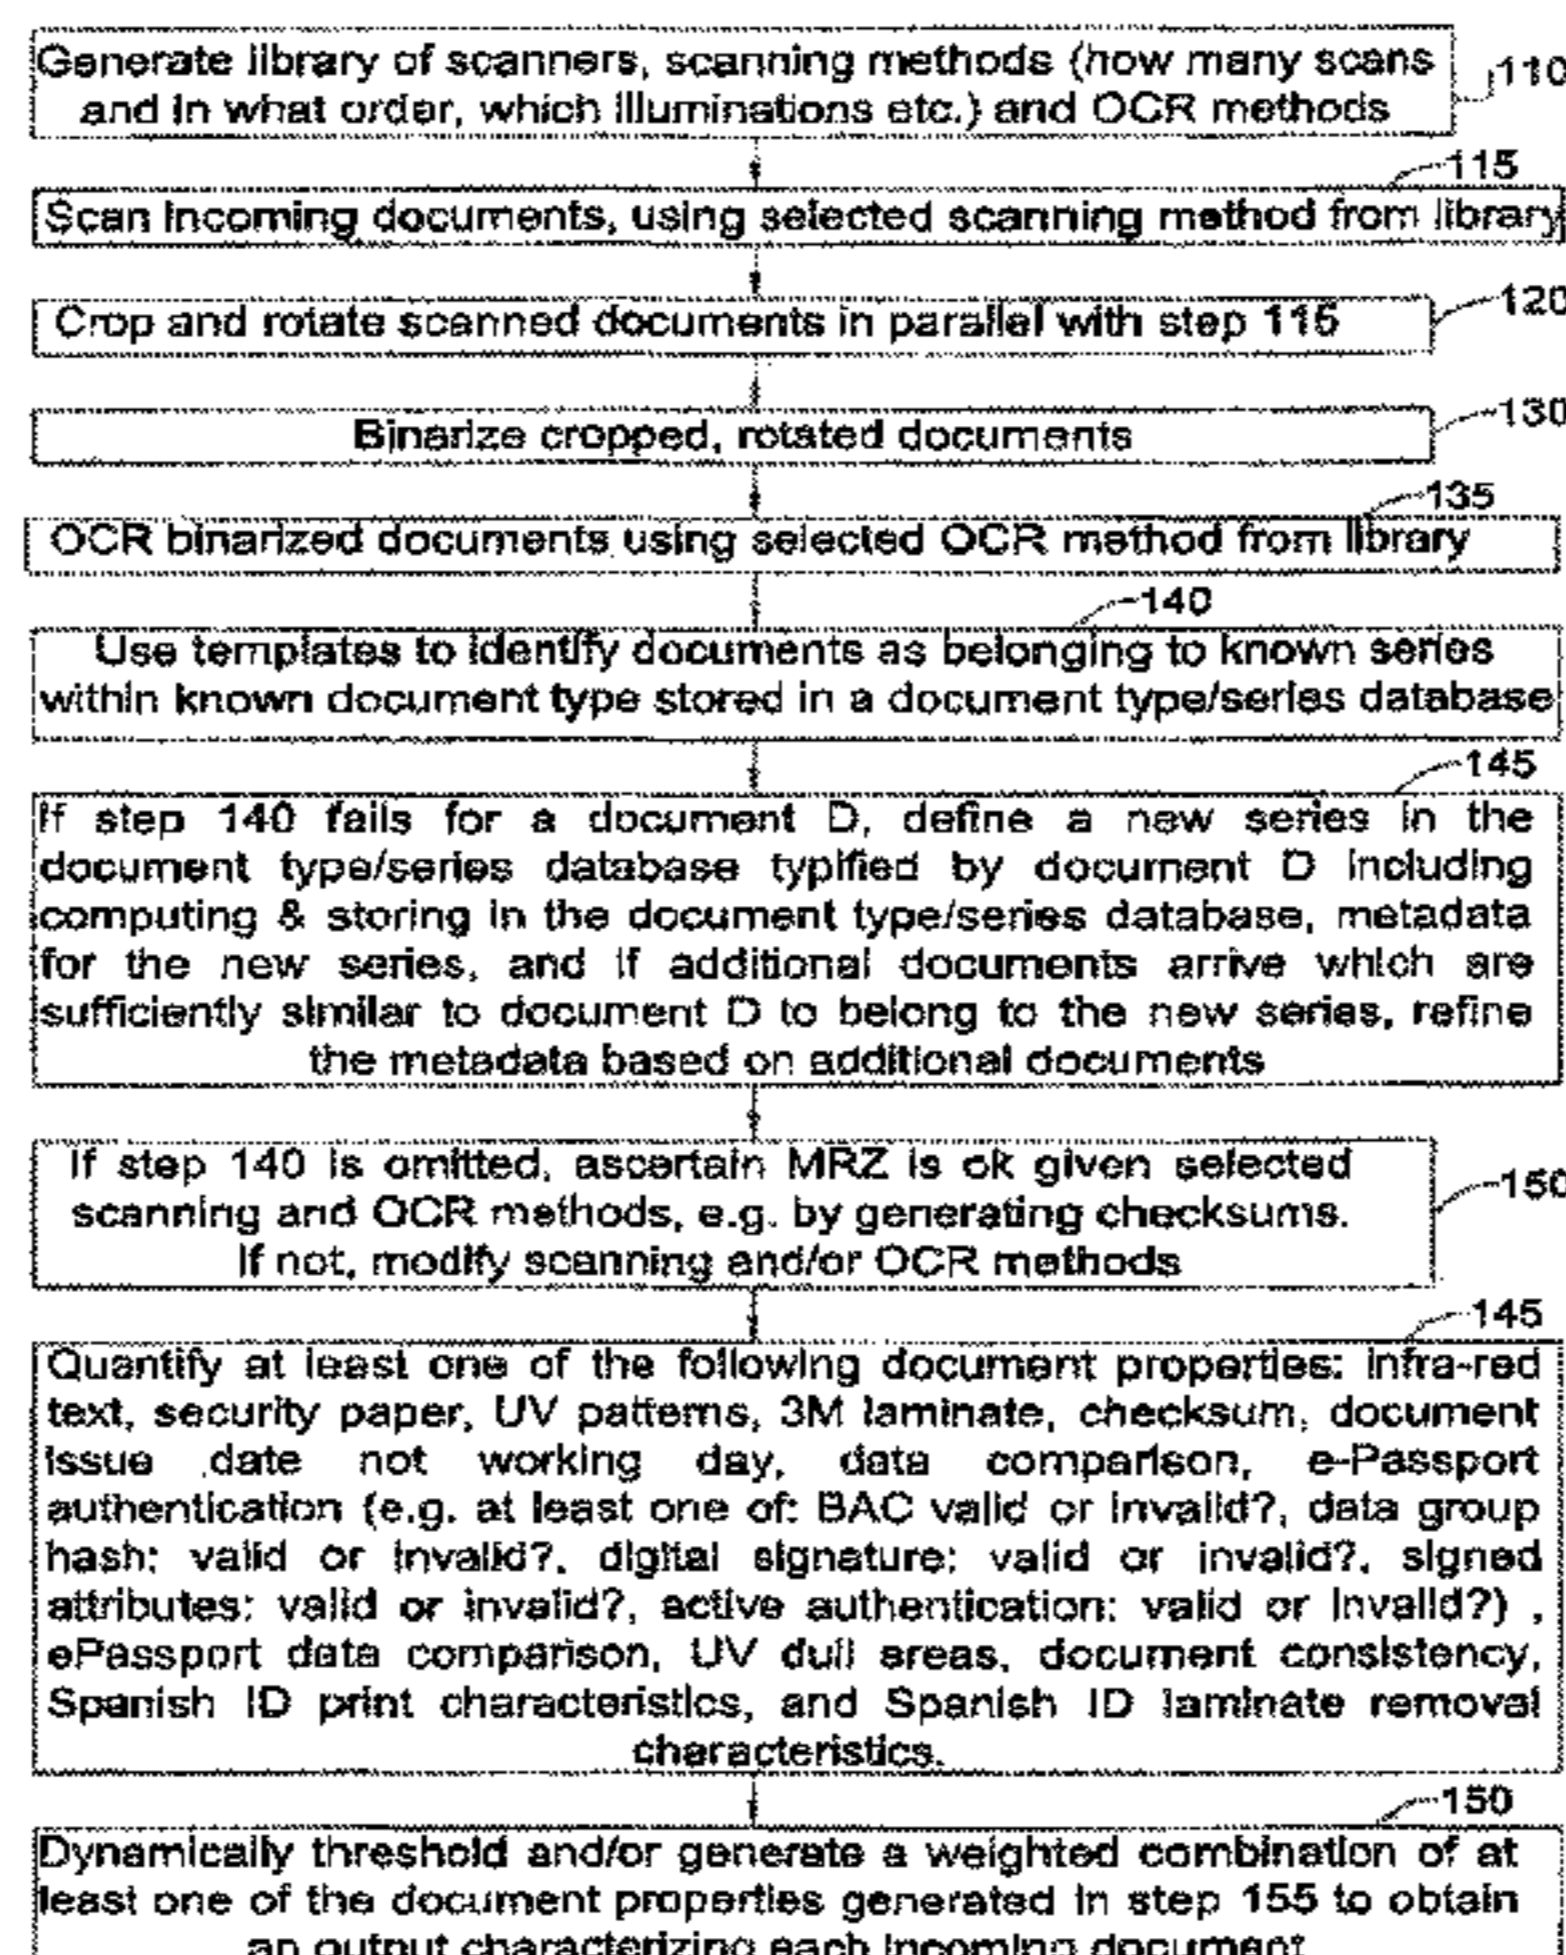 Generate library of scanners, scanning methods (how many scans
and in what order, which illuminations etc.) and OCR methods
110
115
Scan incoming documents, using selected scanning method from library
120
Crop and rotate scanned documents in parallel with step 115
130
Binarize cropped, rotated documents
135
OCR binarized documents using selected OCR method from library
140
Use templates to identify documents as belonging to known series
within known document type stored in a document type/series database
145
If step 140 fails for a document D, define a new series in the
document type/series database typified by document D including
computing & storing in the document type/series database, metadata
for the new series, and if additional documents arrive which are
sufficiently similar to document D to belong to the new series, refine
the metadata based on additional documents
If step 140 is omitted, ascertain MRZ is ok given selected
scanning and OCR methods, e.g. by generating checksums.
150
If not, modify scanning and/or OCR methods
145
Quantify at least one of the following document properties: infra-red
text, security paper, UV patterns, 3M laminate, checksum, document
issue date not working day, data comparison, e-Passport
authentication (e.g. at least one of: BAC valid or invalid?, data group
hash: valid or invalid?, digital signature: valid or invalid?, signed
attributes: valid or invalid?, active authentication: valid or invalid?) ,
ePassport data comparison, UV dull areas, document consistency,
Spanish ID print characteristics, and Spanish ID laminate removal
characteristics.
150
Dynamically threshold and/or generate a weighted combination of at
least one of the document properties generated in step 155 to obtain
an output characterizing each incoming document